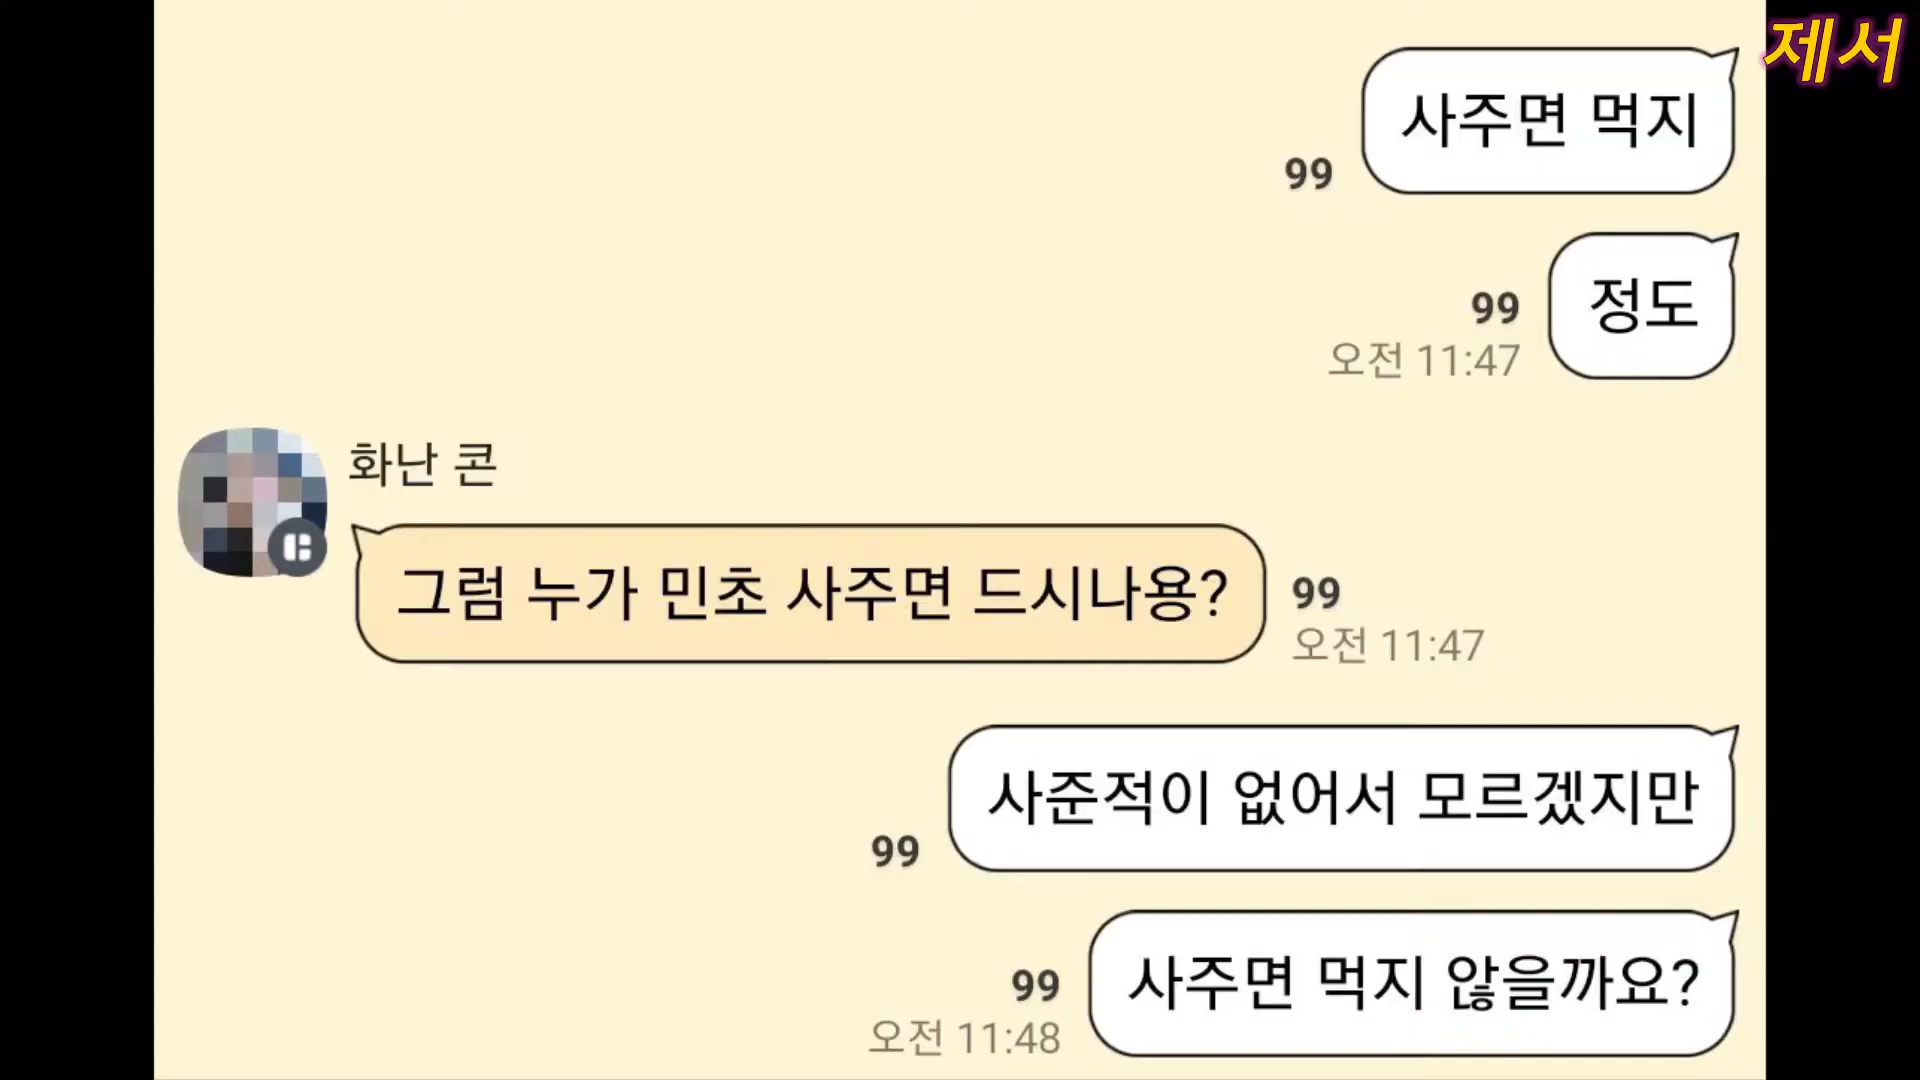 제서
사주면 먹지
99
정도
99
오전 11:47
화난 콘
그럼 누가 민초 사주면 드시나용?
99
오전 11:47
사준적이 없어서 모르겠지만
99
사주면 먹지 않을까요?
99
오전 11:48